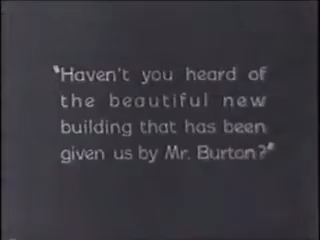 "Haven't you heard of
the beautiful new
building that has been
given us by Mr. Burton?"